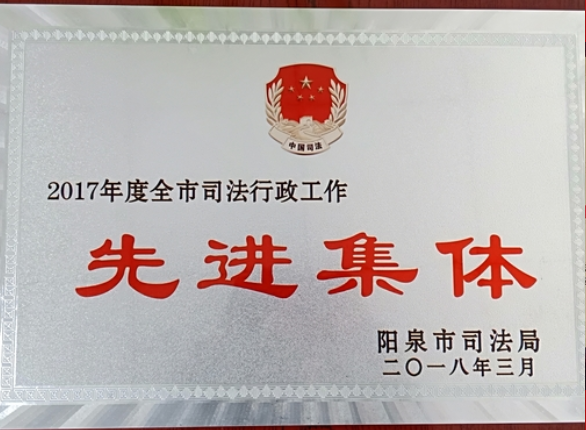 中国司法
2017年度全市司法行政工作
先进集体
阳泉市司法局
二〇一八年三月